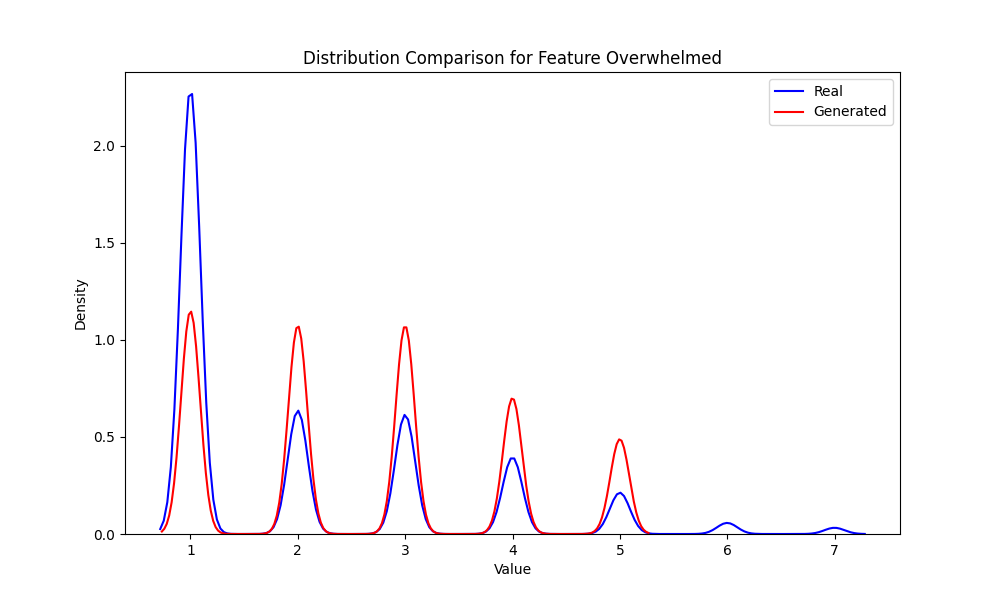 Distribution Comparison for Feature Overwhelmed
Real
Generated
2.0
1.5
1.0
0.5
0.0
Density
1 2 3 4 5 6 7
Value